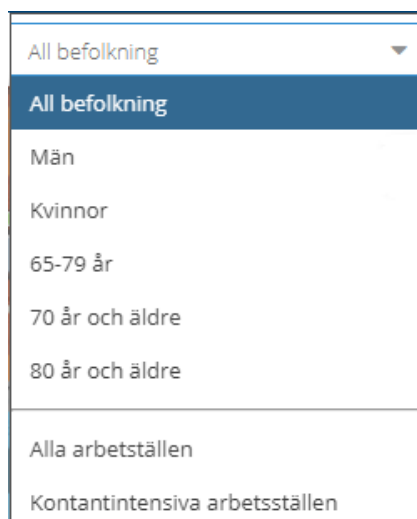 All befolkning
All befolkning
Män
Kvinnor
65-79 år
70 år och äldre
80 år och äldre
Alla arbetställen
Kontantintensiva arbetsställen